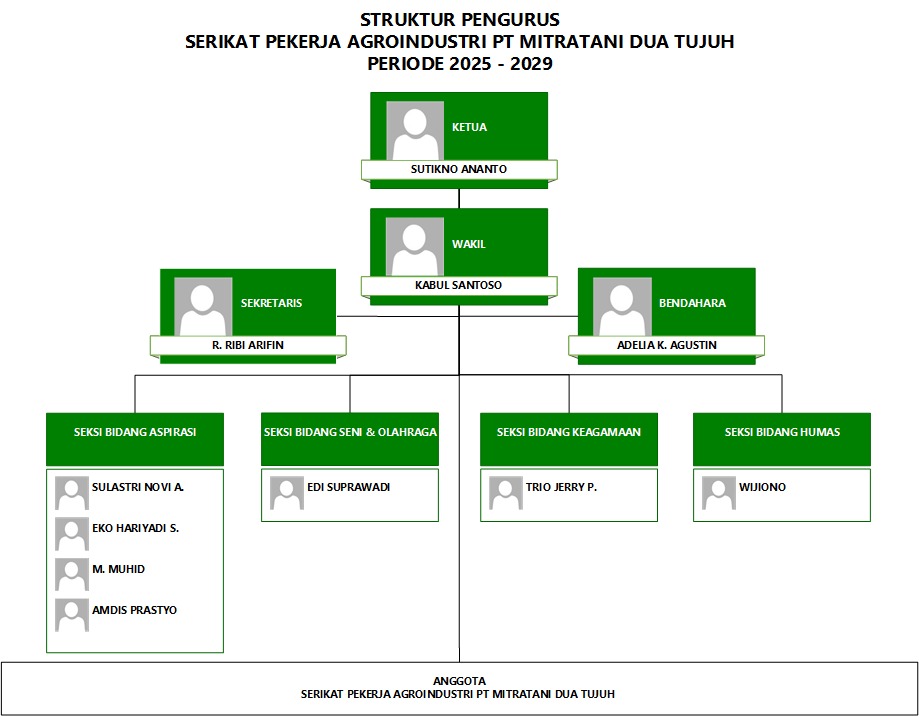 STRUKTUR PENGURUS
SERIKAT PEKERJA AGROINDUSTRI PT MITRATANI DUA TUJUH
PERIODE 2025 - 2029
KETUA
SUTIKNO ANANTO
WAKIL
KABUL SANTOSO
SEKRETARIS
R. RIBI ARIFIN
BENDAHARA
ADELIA K. AGUSTIN
SEKSI BIDANG ASPIRASI
SULASTRI NOVI A.
EKO HARIYADI S.
M. MUHID
AMDIS PRASTYO
SEKSI BIDANG SENI & OLAHRAGA
EDI SUPRAWADI
SEKSI BIDANG KEAGAMAAN
TRIO JERRY P.
SEKSI BIDANG HUMAS
WIJIONO
ANGGOTA
SERIKAT PEKERJA AGROINDUSTRI PT MITRATANI DUA TUJUH